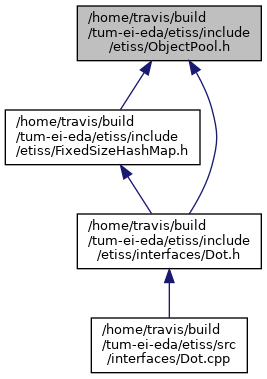 /home/travis/build
/tum-ei-eda/etiss/include
/etiss/ObjectPool.h
/home/travis/build
/tum-ei-eda/etiss/include
/etiss/FixedSizeHashMap.h
/home/travis/build
/tum-ei-eda/etiss/include
/etiss/interfaces/Dot.h
/home/travis/build
/tum-ei-eda/etiss/src
/interfaces/Dot.cpp